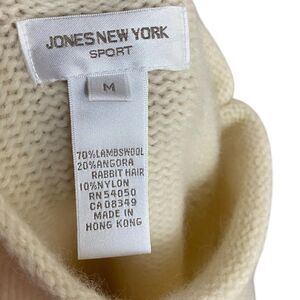 JONES NEW YORK
SPORT
M
70%LAMBSWOOL
20%ANGORA
RABBIT HAIR
10%NYLON
RN 54050
CA 08349
MADE IN
HONG KONG